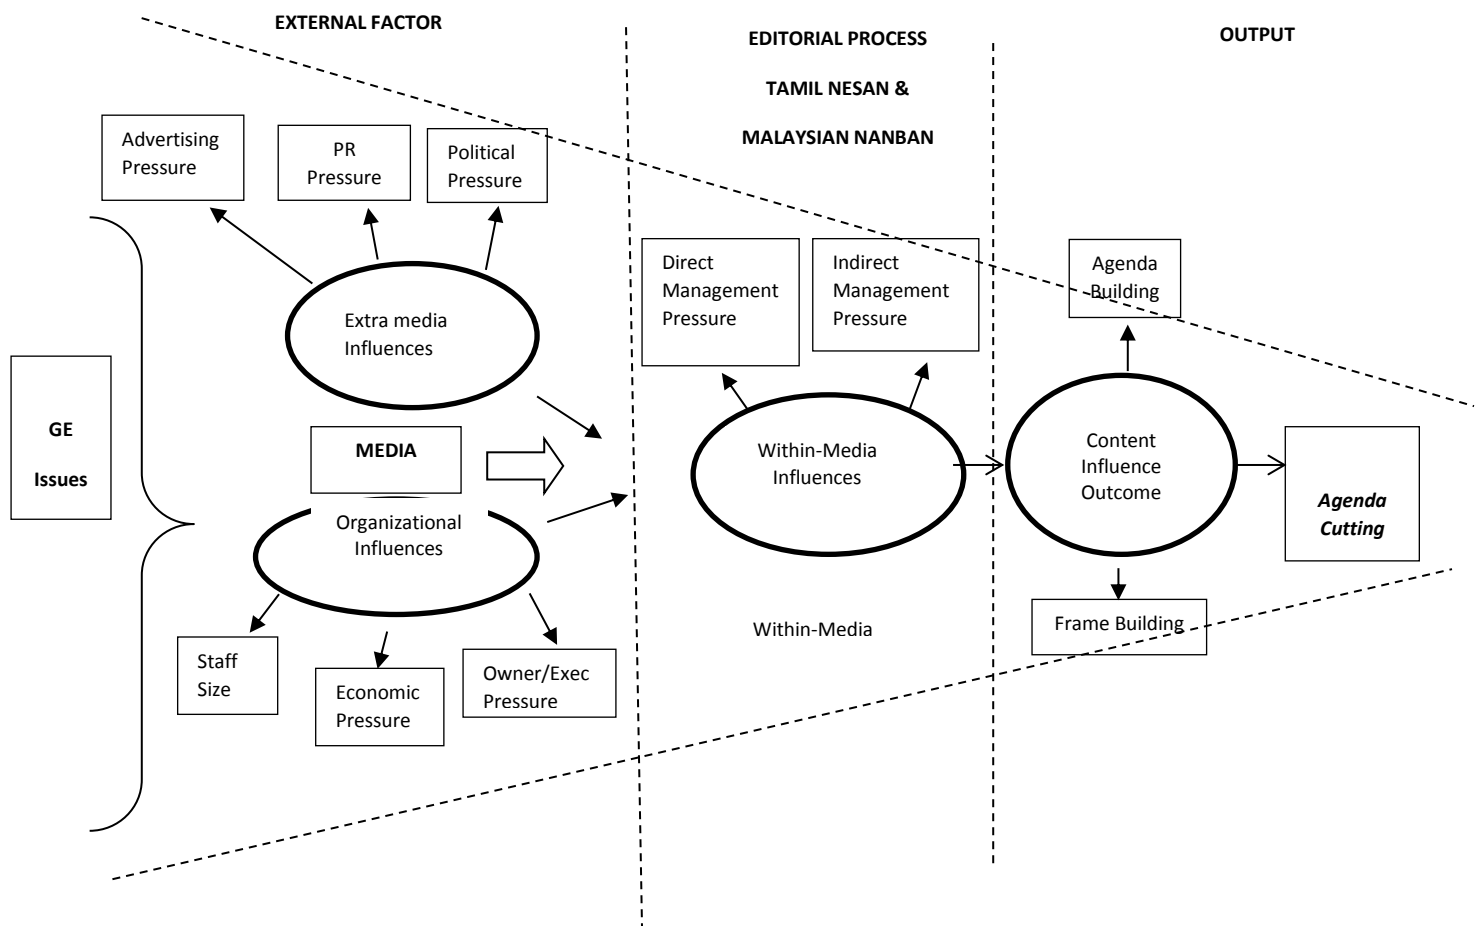 EXTERNAL FACTOR
EDITORIAL PROCESS
TAMIL NESAN &
MALAYSIAN NANBAN
OUTPUT
Advertising
Pressure
PR
Pressure
Political
Pressure
Extra media
Influences
GE
Issues
MEDIA
Organizational
Influences
Staff
Size
Economic
Pressure
Owner/Exec
Pressure
Direct
Management
Pressure
Indirect
Management
Pressure
Within-Media
Influences
Within-Media
Agenda
Building
Content
Influence
Outcome
Agenda
Cutting
Frame Building